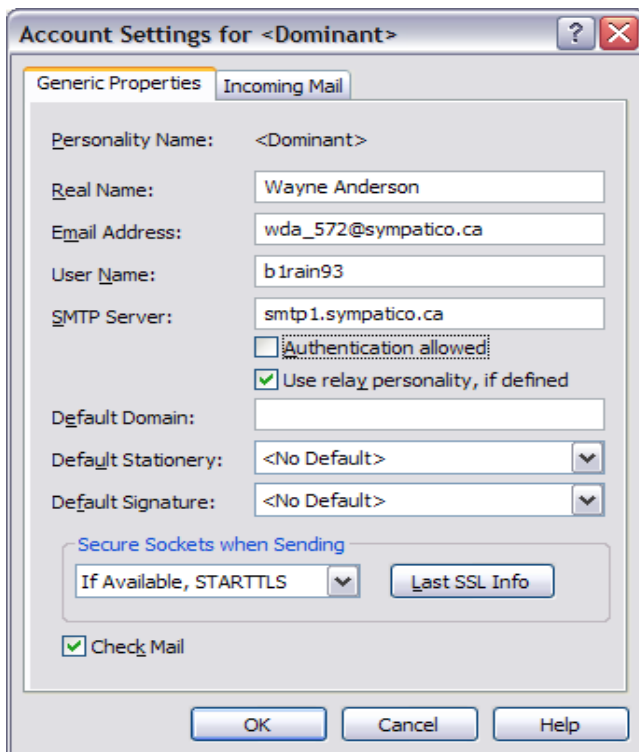 Account Settings for <Dominant>
Generic Properties
Incoming Mail
Personality Name: <Dominant>
Real Name: Wayne Anderson
Email Address: wda_572@sympatico.ca
User Name: b1rain93
SMTP Server: smtp1.sympatico.ca
Authentication allowed
Use relay personality, if defined
Default Domain:
Default Stationery: <No Default>
Default Signature: <No Default>
Secure Sockets when Sending
If Available, STARTTLS Last SSL Info
Check Mail
OK Cancel Help